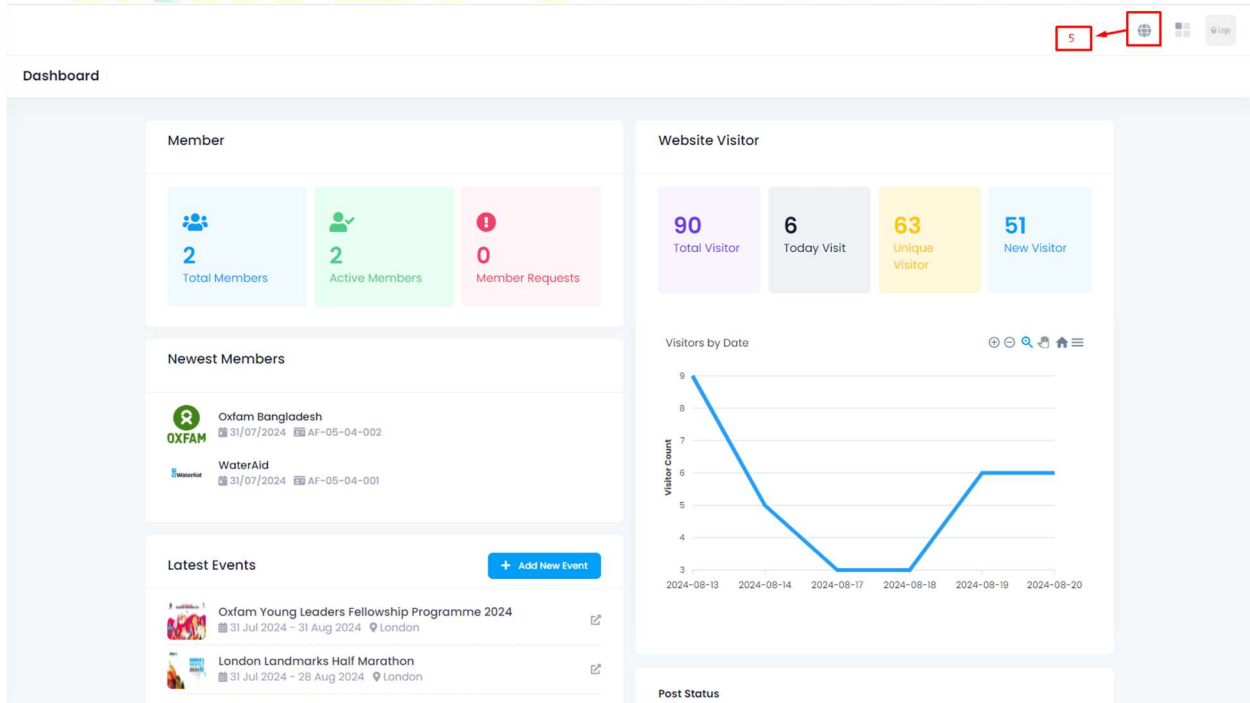 5
Logo
Dashboard
Member
2
Total Members
2
Active Members
0
Member Requests
Newest Members
OXFAM
Oxfam Bangladesh
31/07/2024 AF-05-04-002
WaterAid
WaterAid
31/07/2024 AF-05-04-001
Latest Events
+ Add New Event
Oxfam Young Leaders Fellowship Programme 2024
31 Jul 2024 - 31 Aug 2024 London
London Landmarks Half Marathon
31 Jul 2024 - 28 Aug 2024 London
Website Visitor
90
Total Visitor
6
Today Visit
63
Unique
Visitor
51
New Visitor
Visitors by Date
9
8
7
6
5
4
3
Visitor Count
2024-08-13 2024-08-14 2024-08-17 2024-08-18 2024-08-19 2024-08-20
Post Status